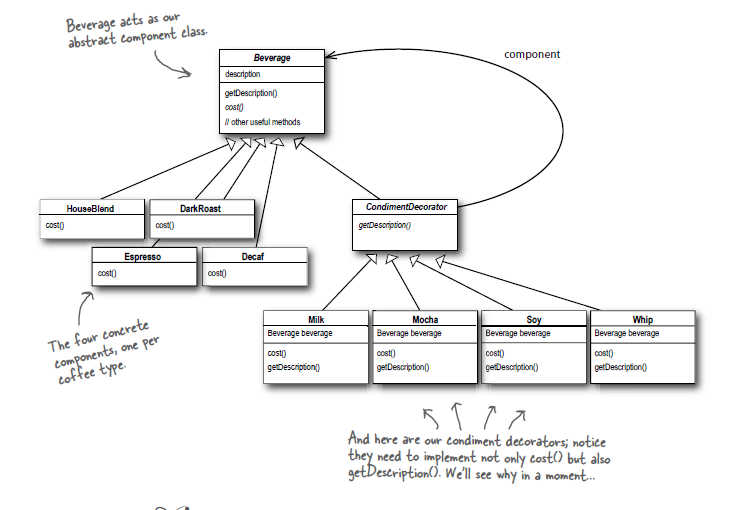 Beverage acts as our
abstract component class.
Beverage
description
getDescription()
cost()
// other useful methods
component
HouseBlend
cost()
DarkRoast
cost()
CondimentDecorator
getDescription()
Espresso
cost()
Decaf
cost()
The four concrete
components, one per
coffee type.
Milk
Beverage beverage
cost()
getDescription()
Mocha
Beverage beverage
cost()
getDescription()
Soy
Beverage beverage
cost()
getDescription()
Whip
Beverage beverage
cost()
getDescription()
And here are our condiment decorators; notice
they need to implement not only cost() but also
getDescription(). We'll see why in a moment...